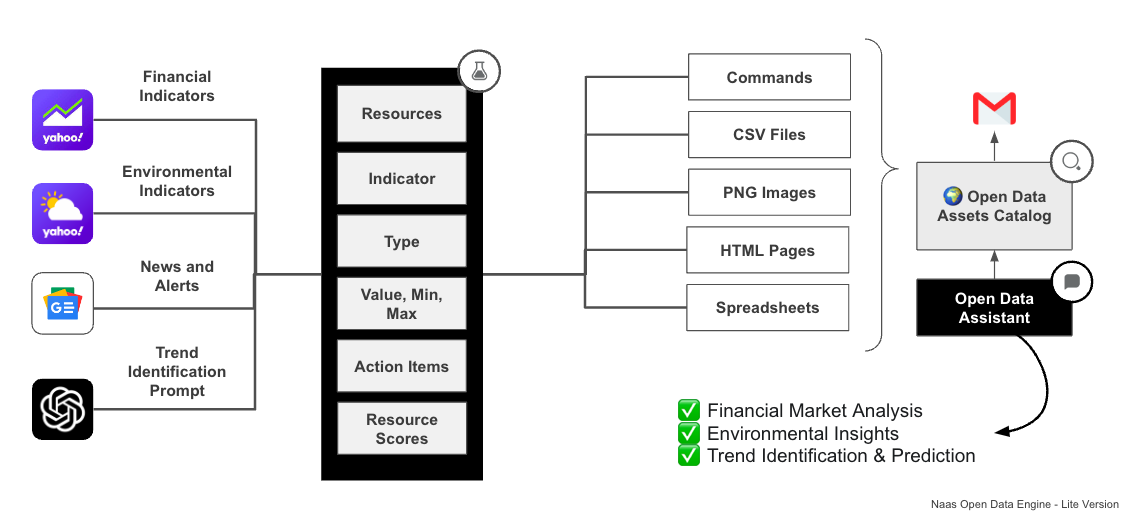 Financial
Indicators
yahoo!
Environmental
Indicators
yahoo!
News and
Alerts
GE
Trend
Identification
Prompt
Resources
Indicator
Type
Value, Min,
Max
Action Items
Resource
Scores
Commands
CSV Files
PNG Images
HTML Pages
Spreadsheets
🌍 Open Data
Assets Catalog
Open Data
Assistant
✅ Financial Market Analysis
✅ Environmental Insights
✅ Trend Identification & Prediction
Naas Open Data Engine - Lite Version